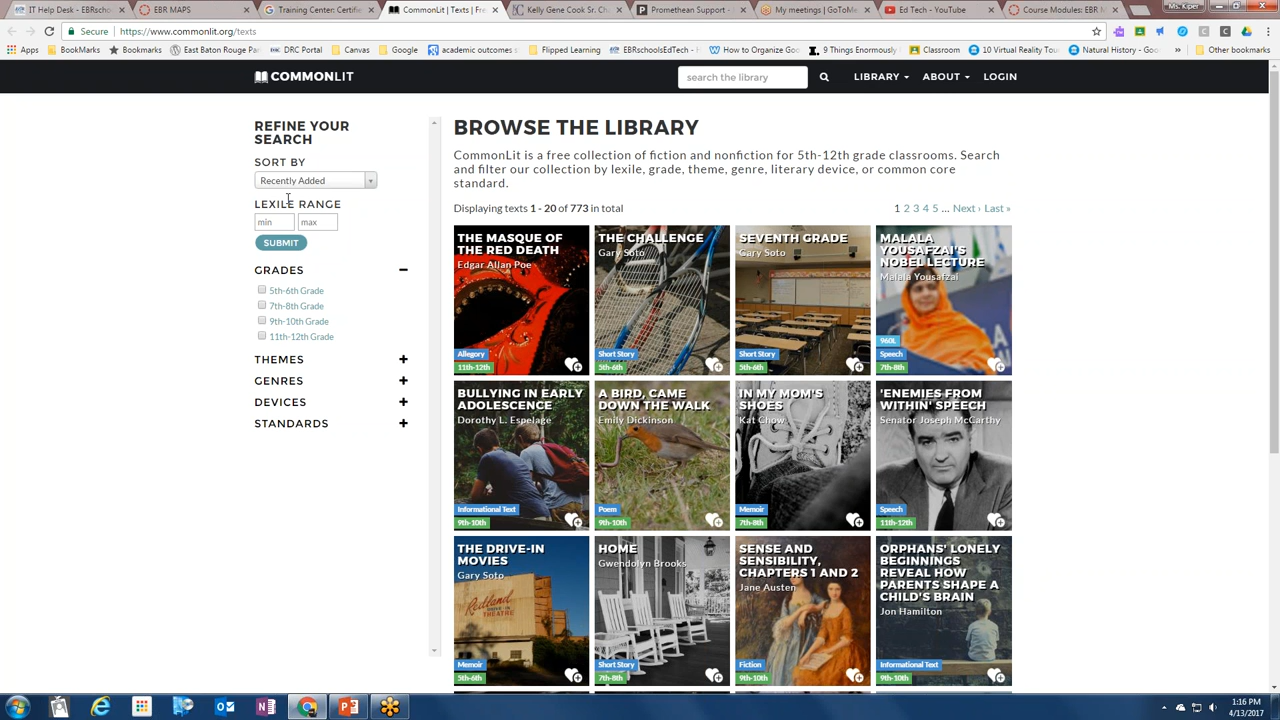 IT Help Desk - EBRscho
EBR MAPS
Training Center: Certifie
CommonLit | Texts | Fre
Kelly Gene Cook Sr. Ch
Promethean Support -
My meetings | GoToMe
Ed Tech - YouTube
Course Modules: EBR M
Ms. Kiper
Secure
https://www.commonlit.org/texts
Apps
BookMarks
Bookmarks
East Baton Rouge Par
DRC Portal
Canvas
Google
academic outcomes s
Flipped Learning
EBRschoolsEdTech -
How to Organize Goo
9 Things Enormously
Classroom
10 Virtual Reality Tou
Natural History - Goo
»
Other bookmarks
COMMONLIT
search the library
LIBRARY
ABOUT
LOGIN
REFINE YOUR
SEARCH
SORT BY
Recently Added
LEXILE RANGE
min
max
SUBMIT
GRADES
5th-6th Grade
7th-8th Grade
9th-10th Grade
11th-12th Grade
THEMES
GENRES
DEVICES
STANDARDS
BROWSE THE LIBRARY
CommonLit is a free collection of fiction and nonfiction for 5th-12th grade classrooms. Search
and filter our collection by lexile, grade, theme, genre, literary device, or common core
standard.
Displaying texts 1 - 20 of 773 in total
1 2 3 4 5 ... Next › Last »
THE MASQUE OF
THE RED DEATH
Edgar Allan Poe
Allegory
11th-12th
THE CHALLENGE
Gary Soto
Short Story
5th-6th
SEVENTH GRADE
Gary Soto
Short Story
5th-6th
MALALA
YOUSAFZAI'S
NOBEL LECTURE
Malala Yousafzai
960L
Speech
7th-8th
BULLYING IN EARLY
ADOLESCENCE
Dorothy L. Espelage
Informational Text
9th-10th
A BIRD, CAME
DOWN THE WALK
Emily Dickinson
Poem
9th-10th
IN MY MOM'S
SHOES
Kat Chow
Memoir
7th-8th
'ENEMIES FROM
WITHIN' SPEECH
Senator Joseph McCarthy
Speech
11th-12th
THE DRIVE-IN
MOVIES
Gary Soto
Redland
DRIVE-IN
THEATRE
Memoir
5th-6th
HOME
Gwendolyn Brooks
Short Story
7th-8th
SENSE AND
SENSIBILITY,
CHAPTERS 1 AND 2
Jane Austen
Fiction
9th-10th
ORPHANS' LONELY
BEGINNINGS
REVEAL HOW
PARENTS SHAPE A
CHILD'S BRAIN
Jon Hamilton
Informational Text
9th-10th
1:16 PM
4/13/2017